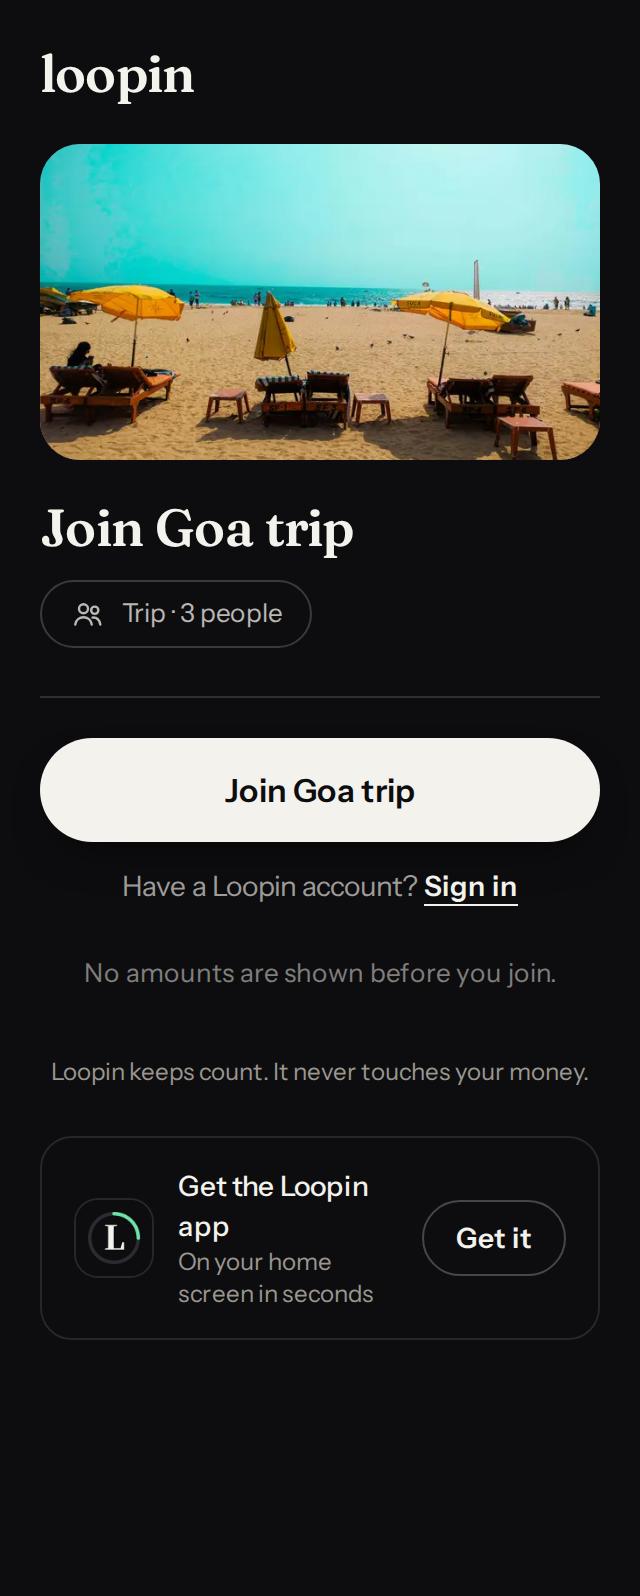 loopin
Join Goa trip
Trip · 3 people
Join Goa trip
Have a Loopin account? Sign in
No amounts are shown before you join.
Loopin keeps count. It never touches your money.
Get the Loopin
app
On your home
screen in seconds
L
Get it